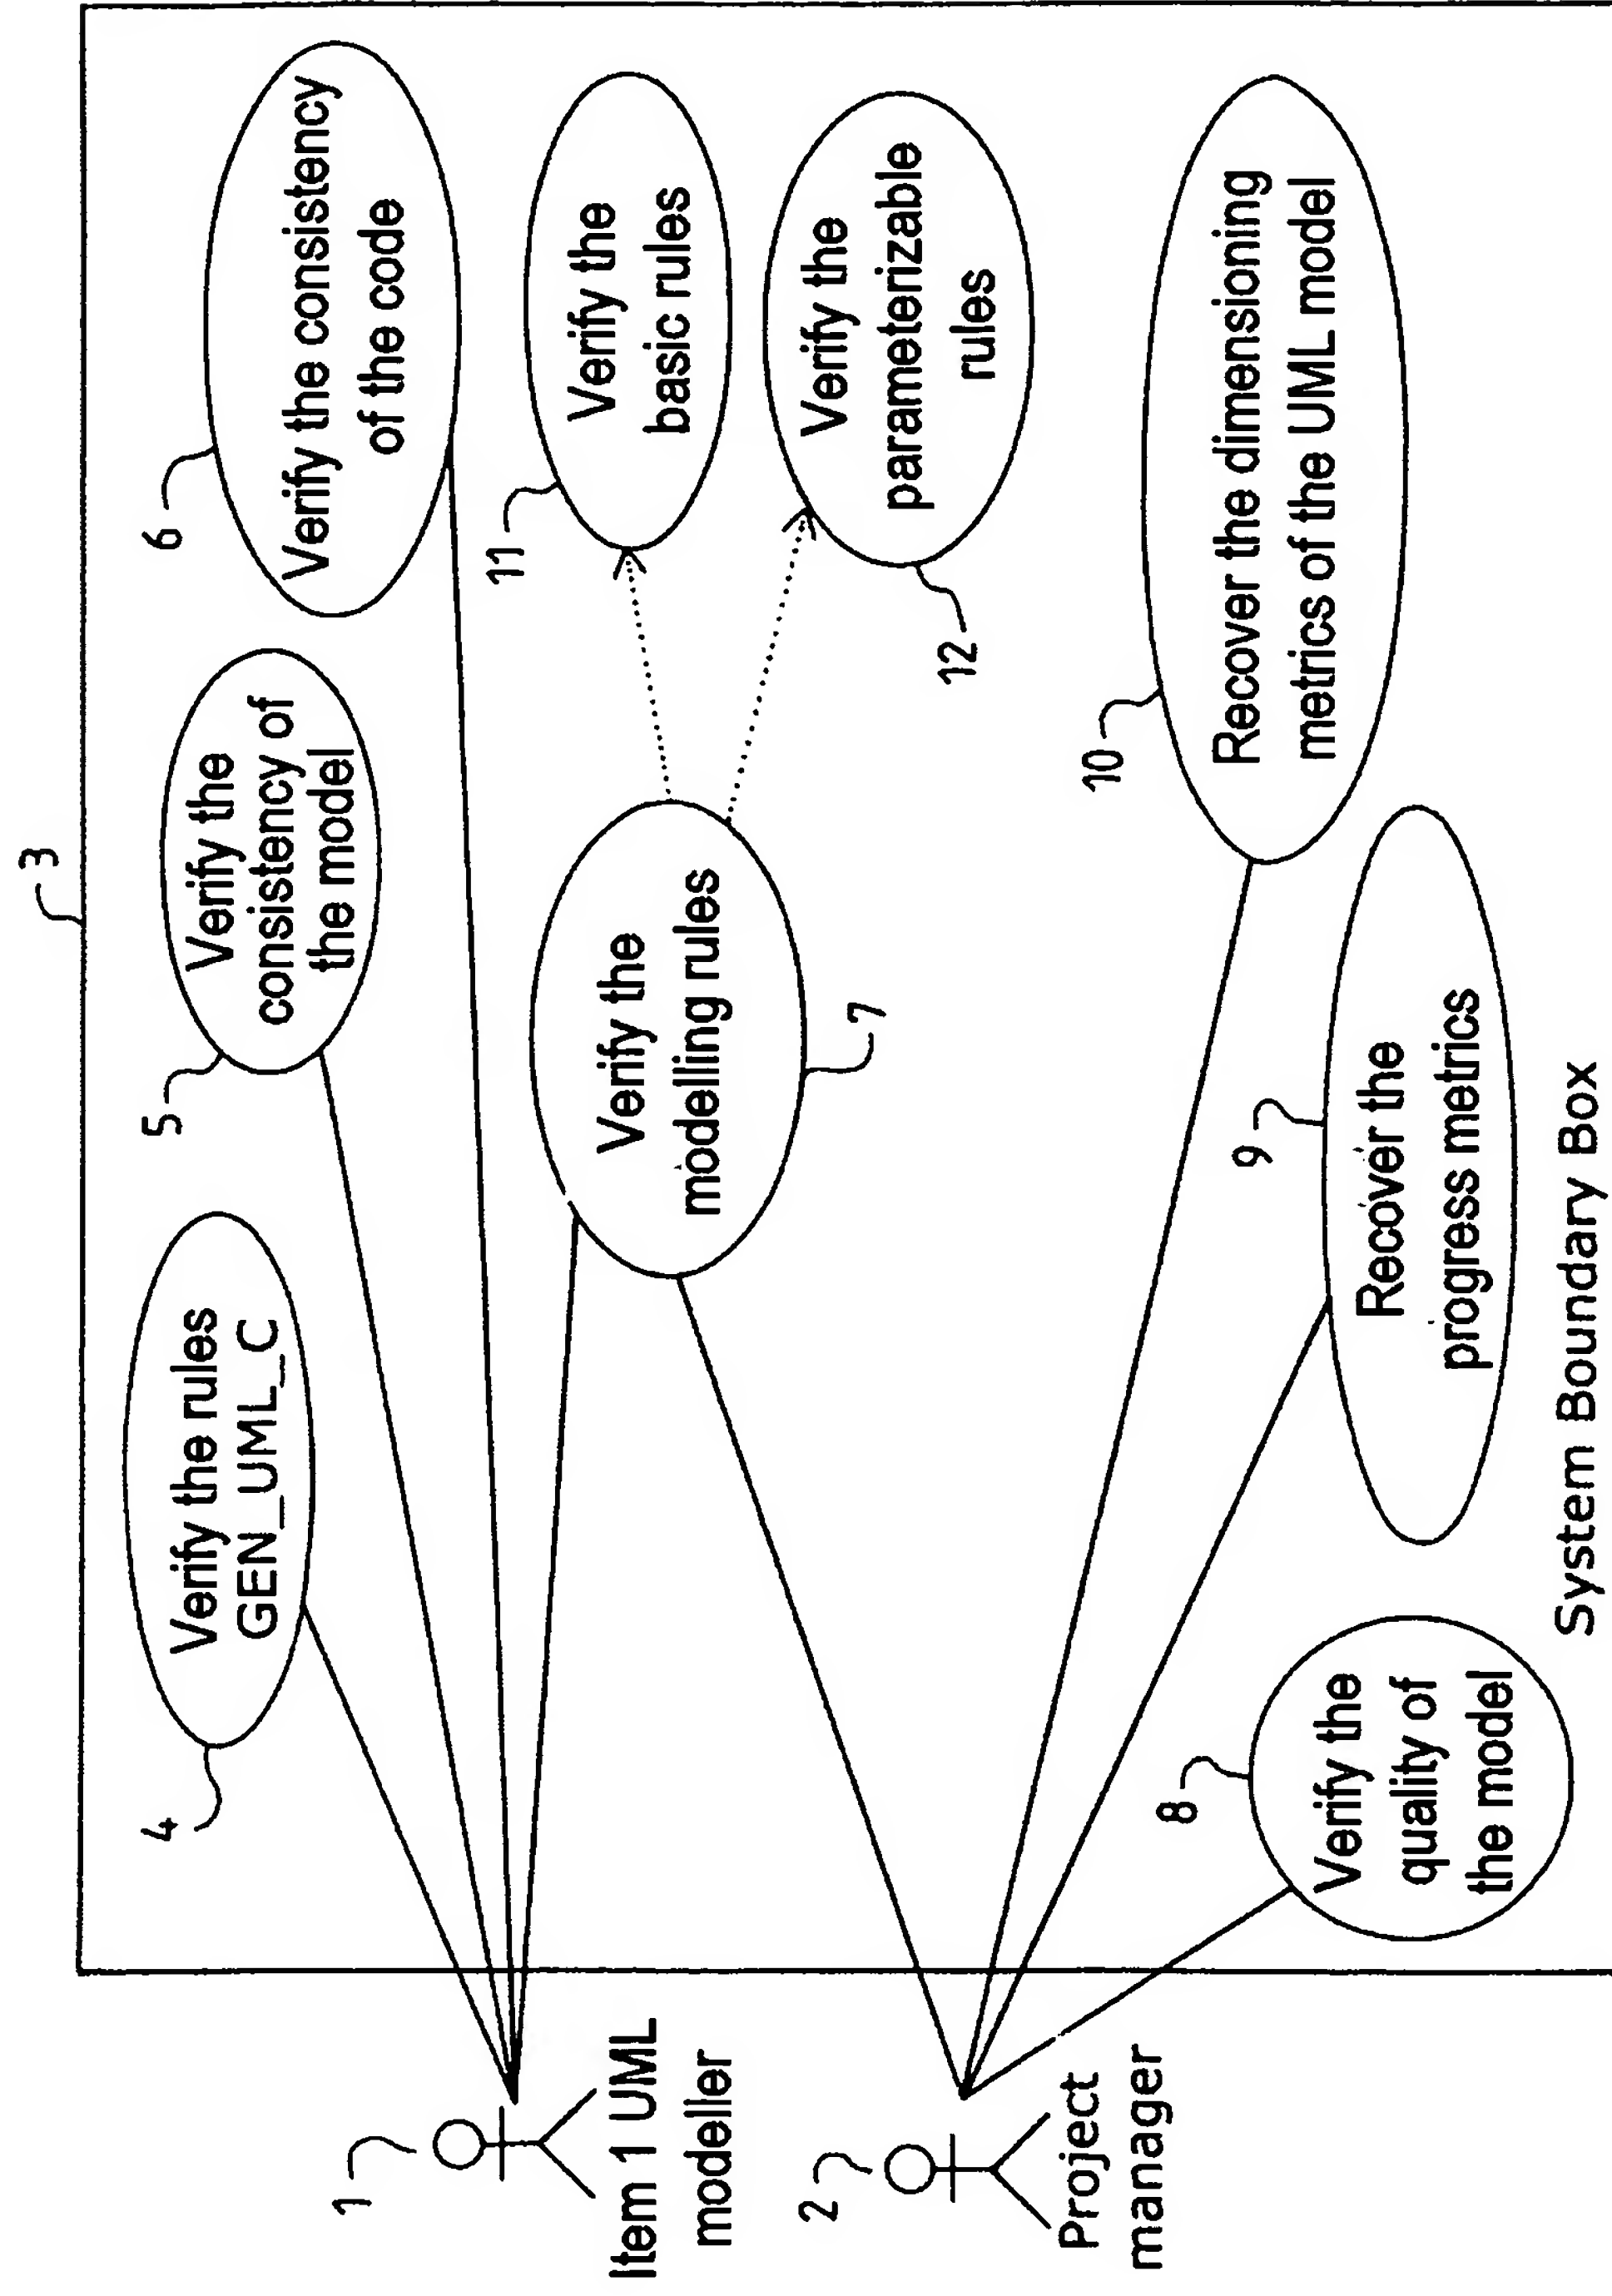 3
6
Verify the consistency
of the code
5
Verify the
consistency of
the model
4
Verify the rules
GEN_UML_C
11
Verify the
basic rules
12
Verify the
parameterizable
rules
7
Verify the
modelling rules
10
Recover the dimensioning
metrics of the UML model
9
Recover the
progress metrics
8
Verify the
quality of
the model
1
Item 1 UML
modeller
2
Project
manager
System Boundary Box